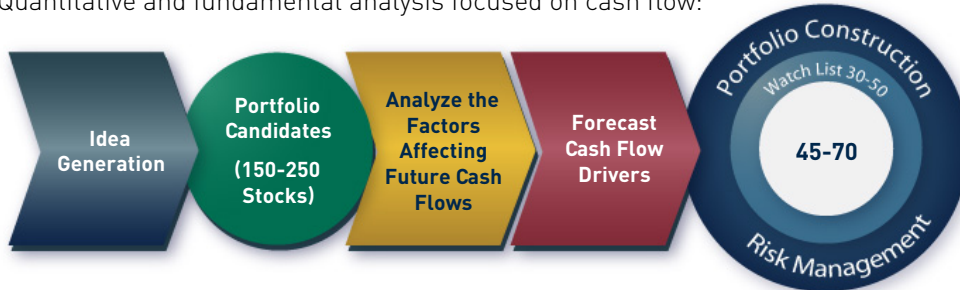 Quantitative and fundamental analysis focused on cash flow:
Idea
Generation
Portfolio
Candidates
(150-250
Stocks)
Analyze the
Factors
Affecting
Future Cash
Flows
Forecast
Cash Flow
Drivers
Portfolio Construction
Watch List 30-50
45-70
Risk Management